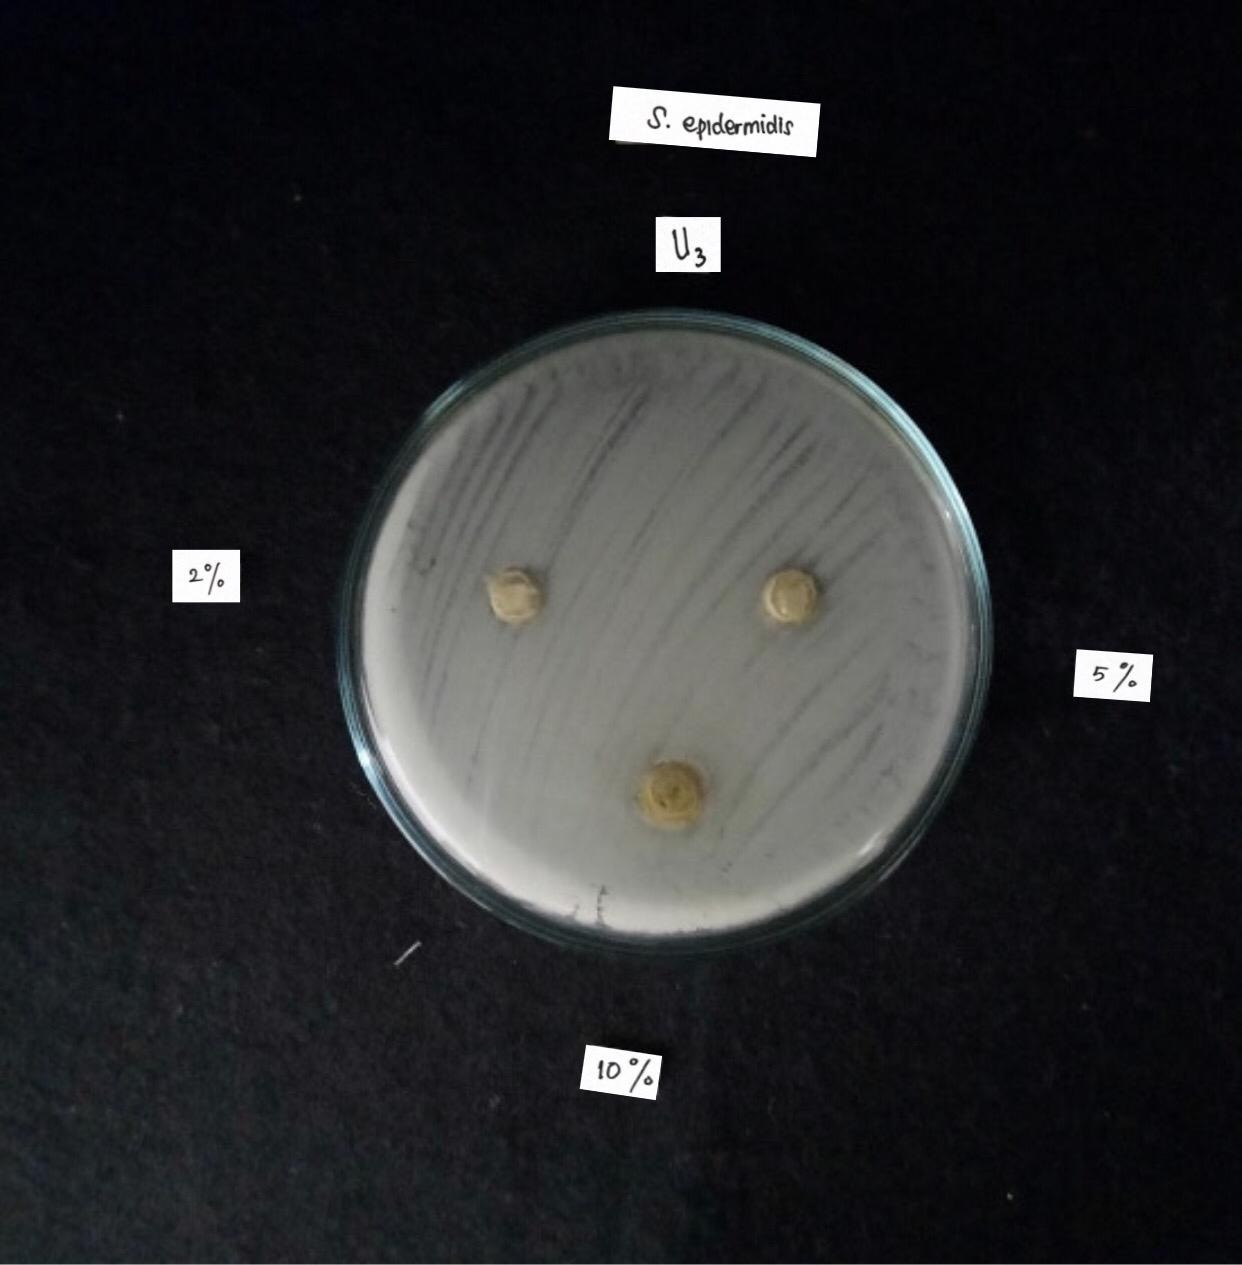 S. epidermidis
U₃
2%
5%
10%